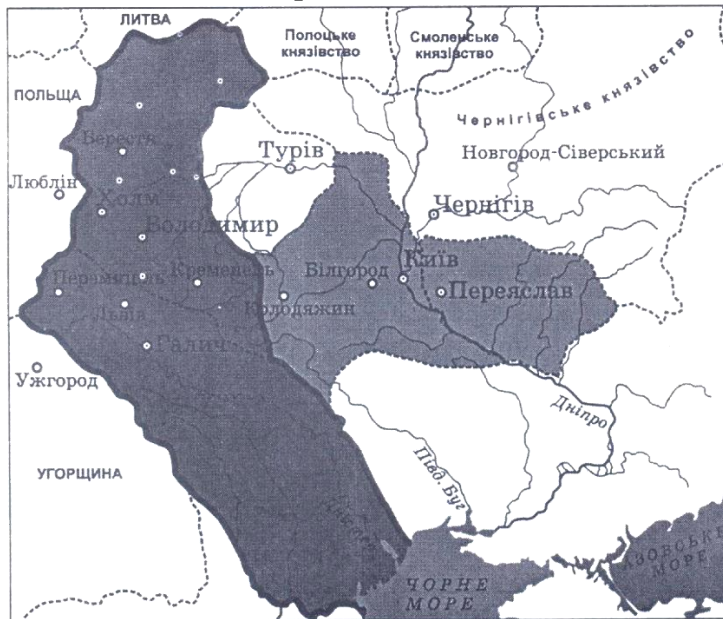 ЛИТВА
Полоцьке
князівство
Смоленське
князівство
ПОЛЬЩА
Чернігівське князівство
Берестя
Турів
Новгород-Сіверський
Люблін
Холм
Чернігів
Володимир
Київ
Перемишль
Кременець
Білгород
Переяслав
Львів
Колодяжин
Галич
Ужгород
Дніпро
Півд. Буг
УГОРЩИНА
Дністер
АЗОВСЬКЕ
МОРЕ
ЧОРНЕ
МОРЕ